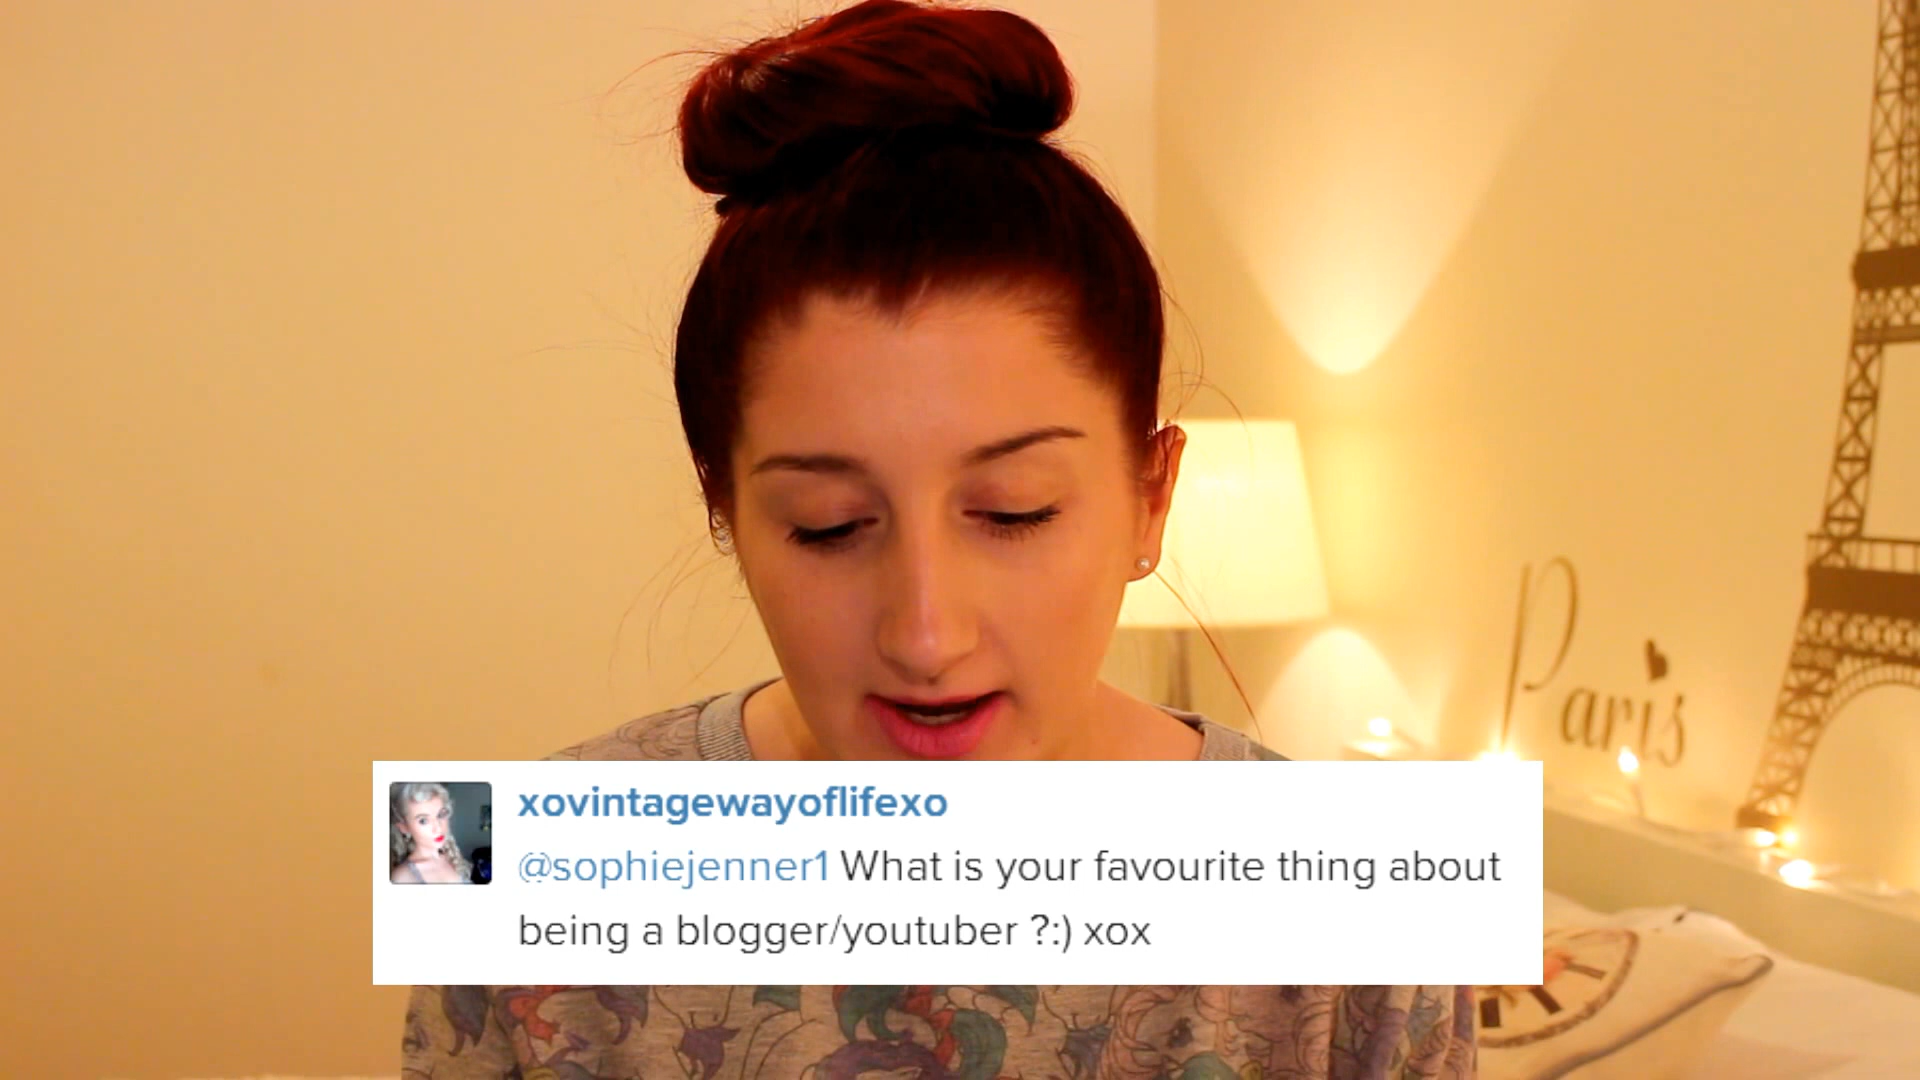 xovintagewayoflifexo
@sophiejenner1 What is your favourite thing about
being a blogger/youtuber ?:) xox
Paris